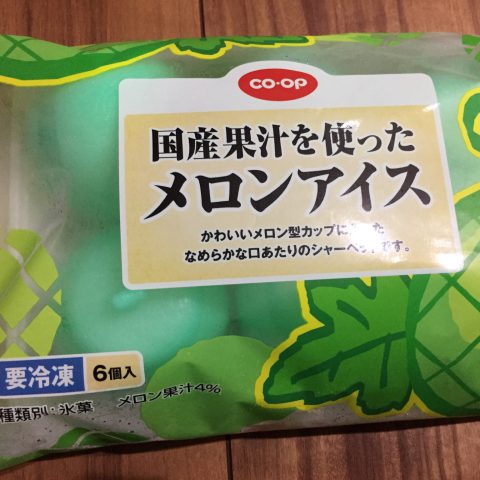 CO·OP
国産果汁を使った
メロンアイス
かわいいメロン型カップに
なめらかな口あたりのシャーベットです。
要冷凍
6個入
種類別:氷菓 メロン果汁4%